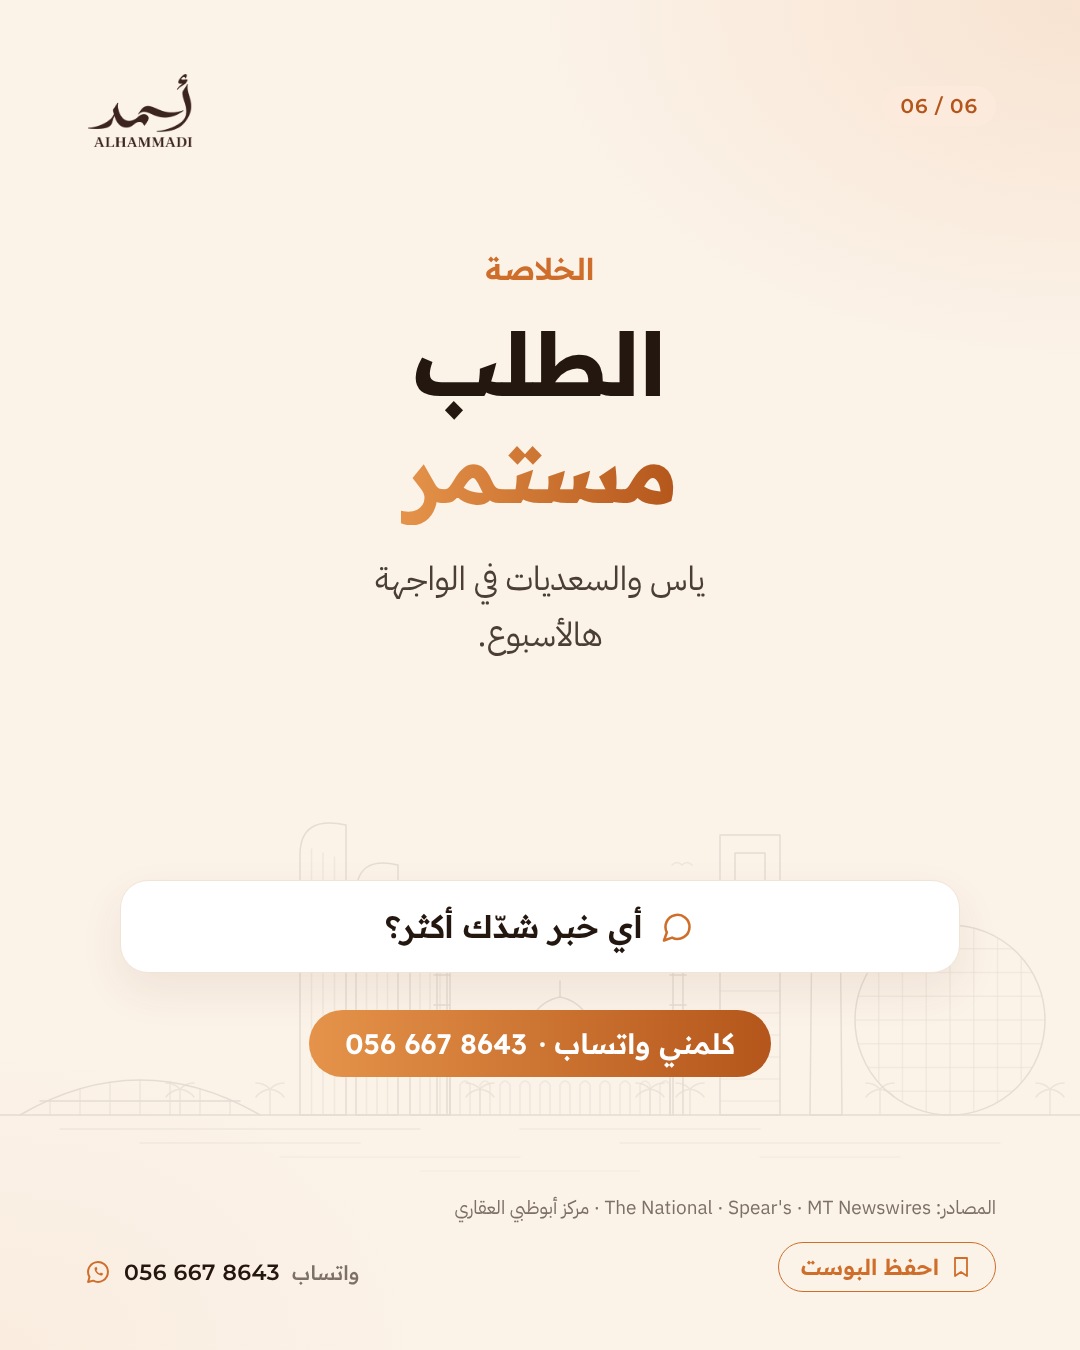 أحمد
ALHAMMADI
06 / 06
الخلاصة
الطلب
مستمر
ياس والسعديات في الواجهة
هالأسبوع.
أي خبر شدّك أكثر؟
كلمني واتساب · 056 667 8643
المصادر: The National · Spear's · MT Newswires · مركز أبوظبي العقاري
احفظ البوست
واتساب 056 667 8643